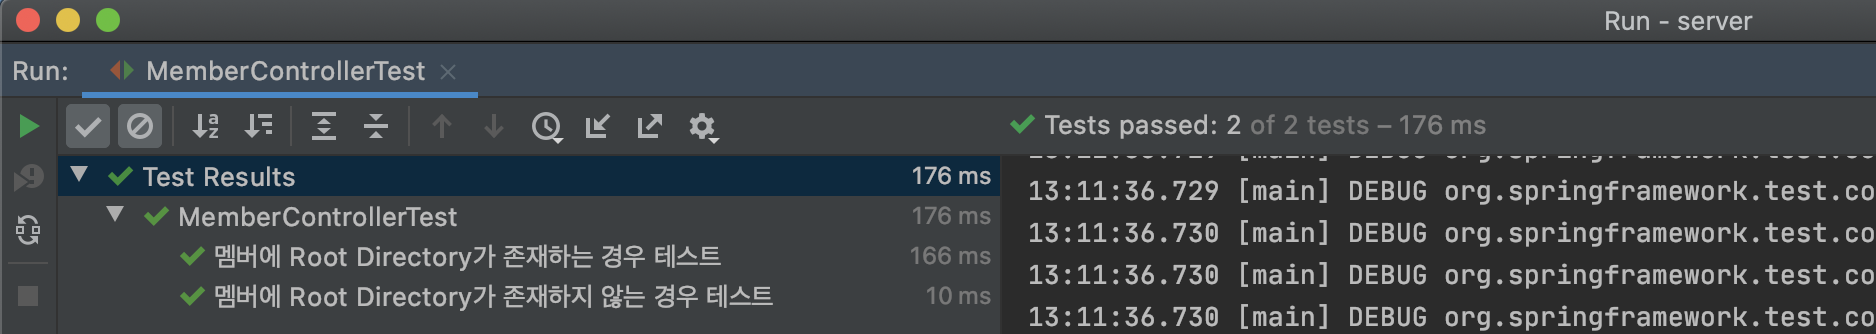 Run - server
Run: MemberControllerTest
Tests passed: 2 of 2 tests – 176 ms
Test Results 176 ms
MemberControllerTest 176 ms
멤버에 Root Directory가 존재하는 경우 테스트 166 ms
멤버에 Root Directory가 존재하지 않는 경우 테스트 10 ms
13:11:36.729 [main] DEBUG org.springframework.test.co
13:11:36.730 [main] DEBUG org.springframework.test.co
13:11:36.730 [main] DEBUG org.springframework.test.co
13:11:36.730 [main] DEBUG org.springframework.test.co